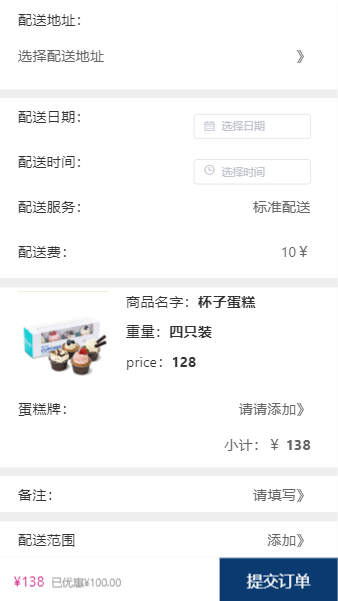 配送地址：
选择配送地址 》
配送日期： 选择日期
配送时间： 选择时间
配送服务： 标准配送
配送费： 10￥
商品名字：杯子蛋糕
重量：四只装
price：128
蛋糕牌： 请请添加》
小计：￥ 138
备注： 请填写》
配送范围 添加》
¥138 已优惠¥100.00 提交订单